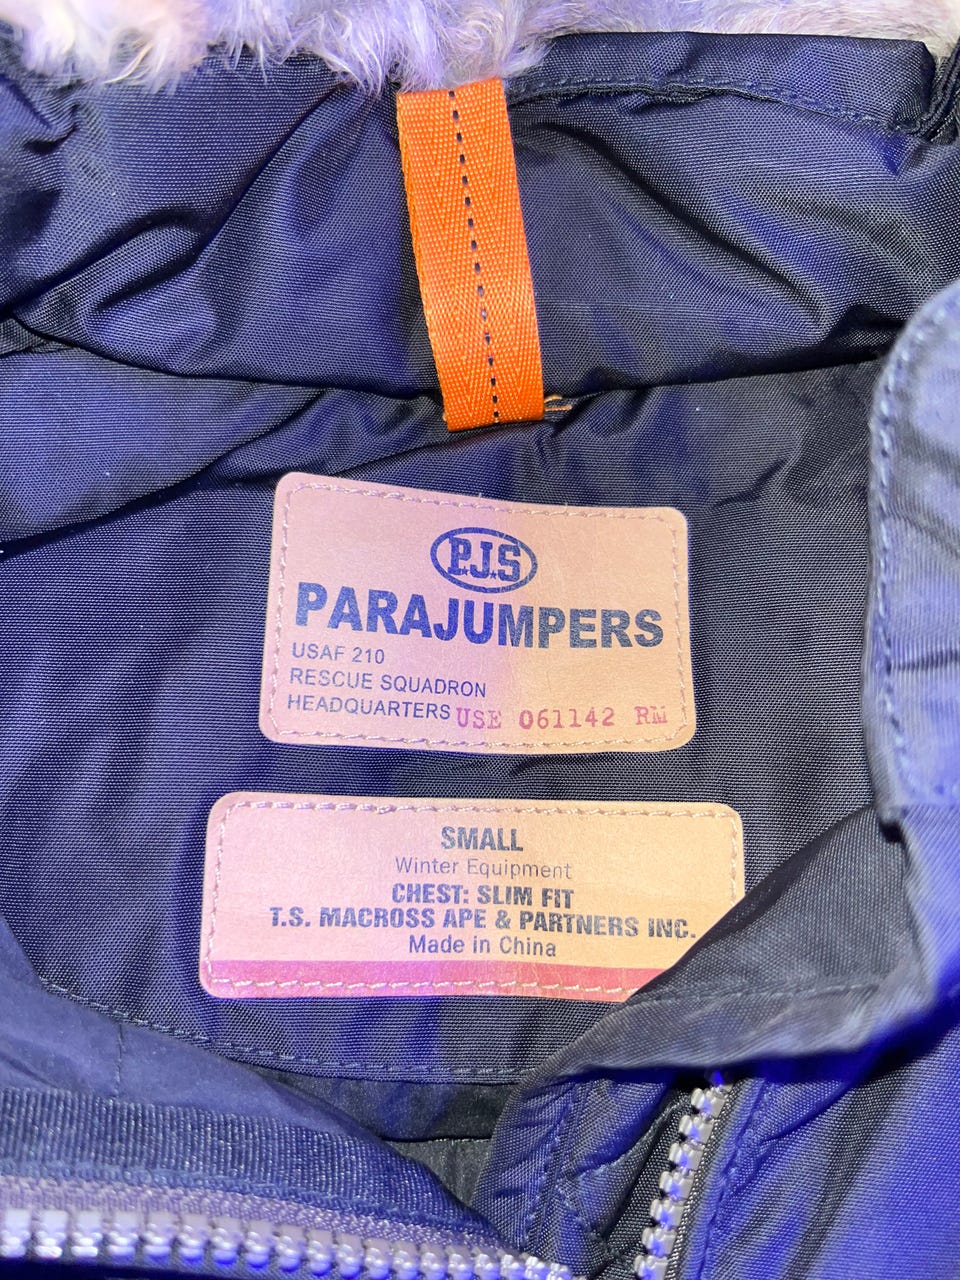 P.J.S
PARAJUMPERS
USAF 210
RESCUE SQUADRON
HEADQUARTERS USE 061142 RM
SMALL
Winter Equipment
CHEST: SLIM FIT
T.S. MACROSS APE & PARTNERS INC.
Made in China